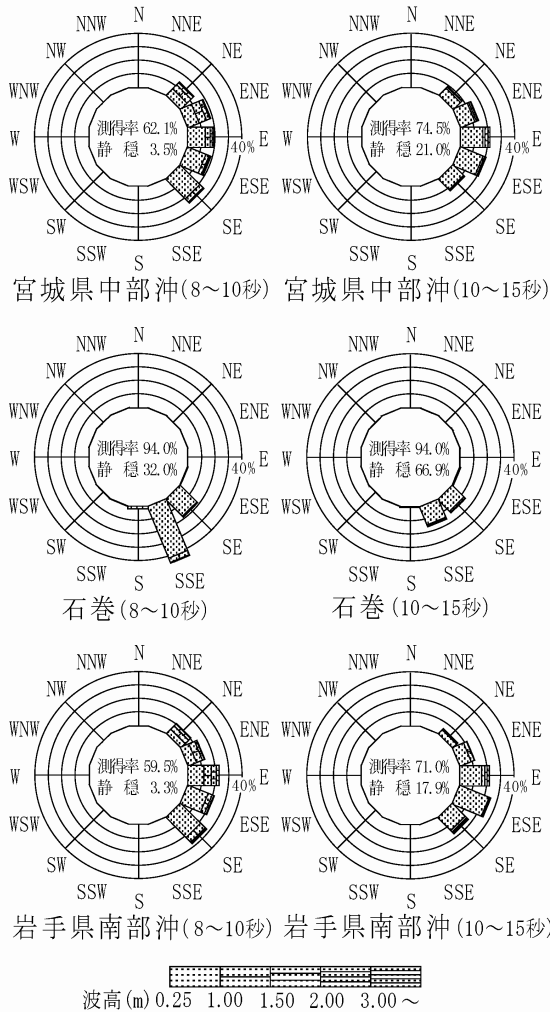 N N
NNW NNE NNW NNE
NW NE NW NE
WNW ENE WNW ENE
測得率 62.1% 測得率 74.5%
W 静穏 3.5% 40% E W 静穏 21.0% 40% E
WSW ESE WSW ESE
SW SE SW SE
SSW SSE SSW SSE
S S
宮城県中部沖(8～10秒) 宮城県中部沖(10～15秒)
N N
NNW NNE NNW NNE
NW NE NW NE
WNW ENE WNW ENE
測得率 94.0% 測得率 94.0%
W 静穏 32.0% 40% E W 静穏 66.9% 40% E
WSW ESE WSW ESE
SW SE SW SE
SSW SSE SSW SSE
S S
石巻(8～10秒) 石巻(10～15秒)
N N
NNW NNE NNW NNE
NW NE NW NE
WNW ENE WNW ENE
測得率 59.5% 測得率 71.0%
W 静穏 3.3% 40% E W 静穏 17.9% 40% E
WSW ESE WSW ESE
SW SE SW SE
SSW SSE SSW SSE
S S
岩手県南部沖(8～10秒) 岩手県南部沖(10～15秒)
波高(m) 0.25 1.00 1.50 2.00 3.00～